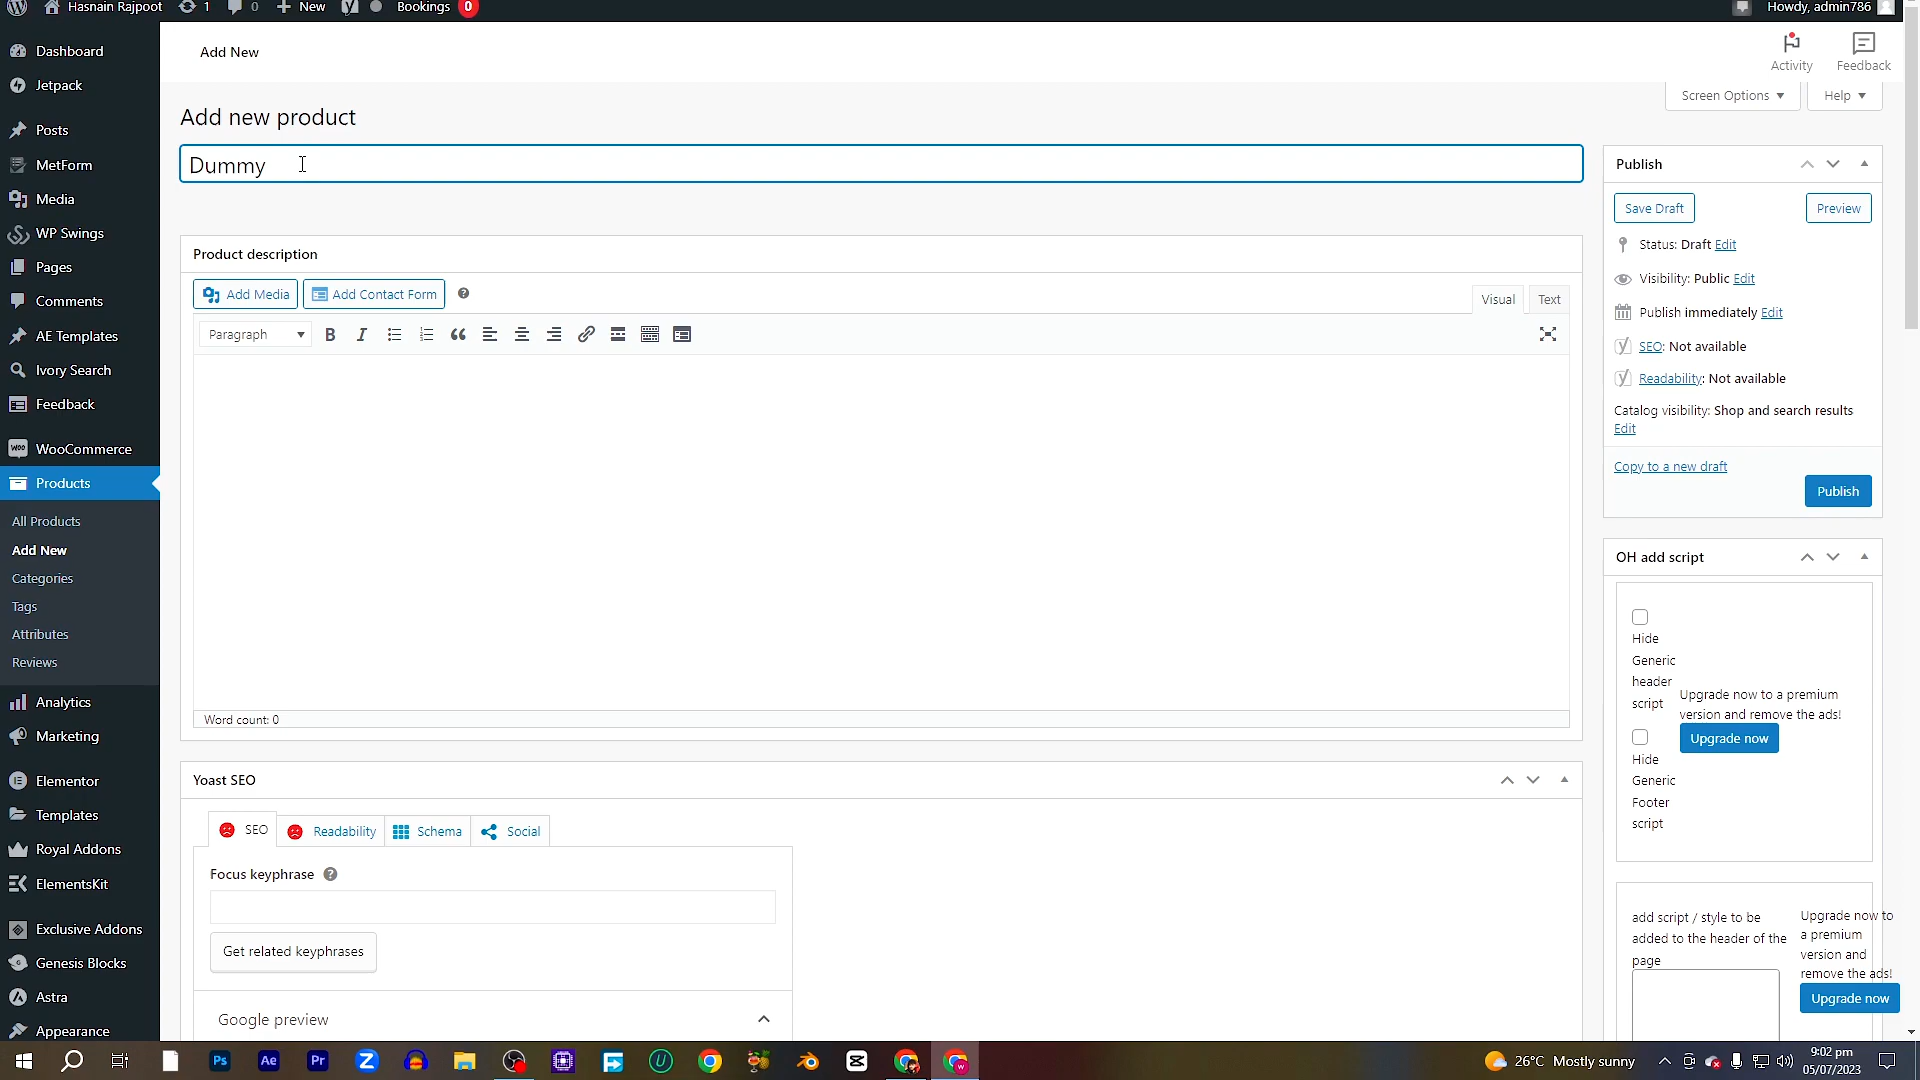 Hasnain Rajpoot 1 0 New Bookings 0 Howdy, admin786
Dashboard
Jetpack
Posts
MetForm
Media
WP Swings
Pages
Comments
AE Templates
Ivory Search
Feedback
WooCommerce
Products
All Products
Add New
Categories
Tags
Attributes
Reviews
Analytics
Marketing
Elementor
Templates
Royal Addons
ElementsKit
Exclusive Addons
Genesis Blocks
Astra
Appearance
Add New
Activity
Feedback
Screen Options
Help
Add new product
Dummy
Product description
Add Media
Add Contact Form
Visual
Text
Paragraph
Word count: 0
Yoast SEO
SEO
Readability
Schema
Social
Focus keyphrase
Get related keyphrases
Google preview
Publish
Save Draft
Preview
Status: Draft Edit
Visibility: Public Edit
Publish immediately Edit
SEO: Not available
Readability: Not available
Catalog visibility: Shop and search results
Edit
Copy to a new draft
Publish
OH add script
Hide
Generic
header
script
Hide
Generic
Footer
script
Upgrade now to a premium
version and remove the ads!
Upgrade now
add script / style to be
added to the header of the
page
Upgrade now to
a premium
version and
remove the ads!
Upgrade now
Ps
Ae
Pr
26°C Mostly sunny
9:02 pm
05/07/2023